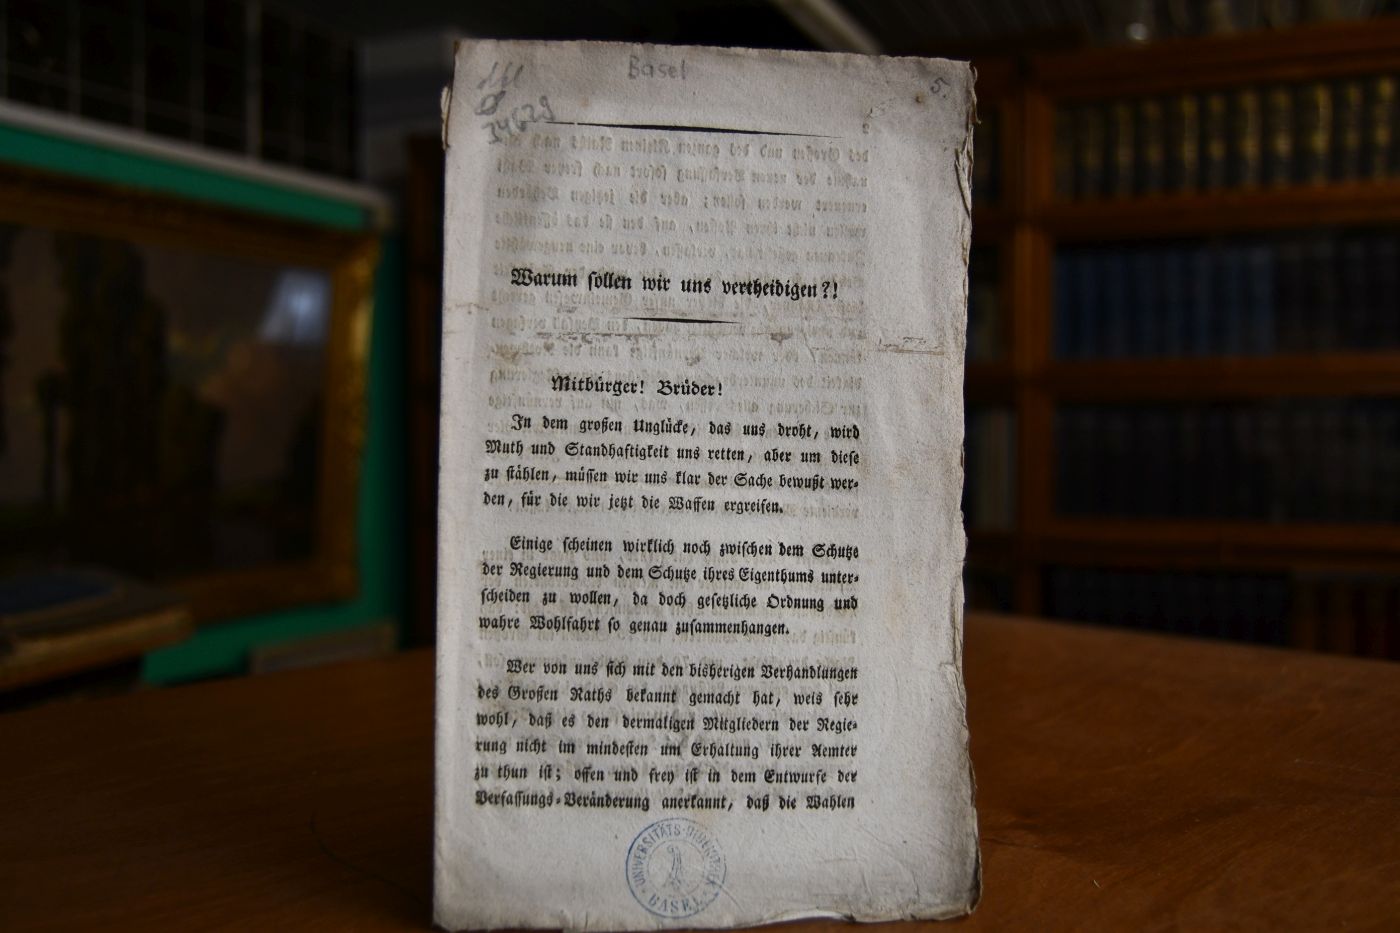 Basel
5.
34629
Warum sollen wir uns vertheidigen?!
Mitbürger! Brüder!
In dem großen Unglücke, das uns droht, wird
Muth und Standhaftigkeit uns retten, aber um diese
zu stählen, müssen wir uns klar der Sache bewußt wer-
den, für die wir jetzt die Waffen ergreifen.
Einige scheinen wirklich noch zwischen dem Schutze
der Regierung und dem Schutze ihres Eigenthums unter-
scheiden zu wollen, da doch gesetzliche Ordnung und
wahre Wohlfahrt so genau zusammenhangen.
Wer von uns sich mit den bisherigen Verhandlungen
des Großen Raths bekannt gemacht hat, weis sehr
wohl, daß es den dermaligen Mitgliedern der Regie-
rung nicht im mindesten um Erhaltung ihrer Aemter
zu thun ist; offen und frey ist in dem Entwurfe der
Verfassungs-Veränderung anerkannt, daß die Wahlen
UNIVERSITÄTS-BIBLIOTHEK
BASEL